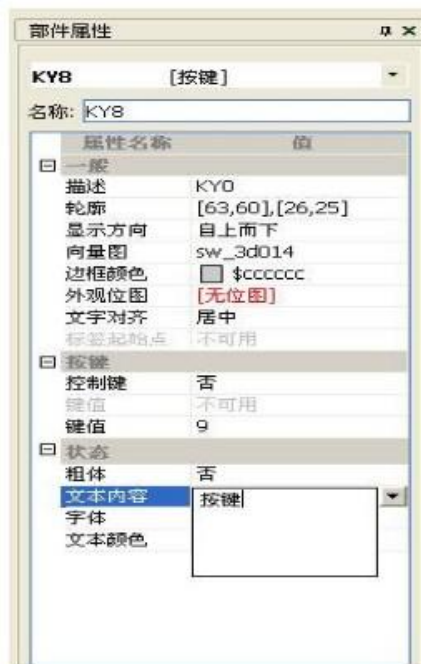 部件属性
KY8 [按键]
名称: KY8
属性名称 值
一般
描述 KY0
轮廓 [63,60],[26,25]
显示方向 自上而下
向量图 sw_3d014
边框颜色 $cccccc
外观位图 [无位图]
文字对齐 居中
标签起始点 不可用
按键
控制键 否
键值 不可用
键值 9
状态
粗体 否
文本内容 按键
字体
文本颜色